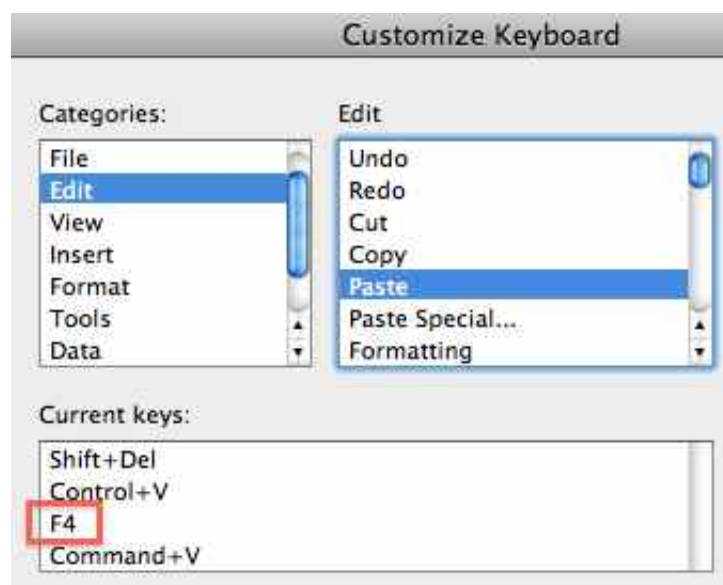 Customize Keyboard
Categories:
File
Edit
View
Insert
Format
Tools
Data
Edit
Undo
Redo
Cut
Copy
Paste
Paste Special...
Formatting
Current keys:
Shift+Del
Control+V
F4
Command+V